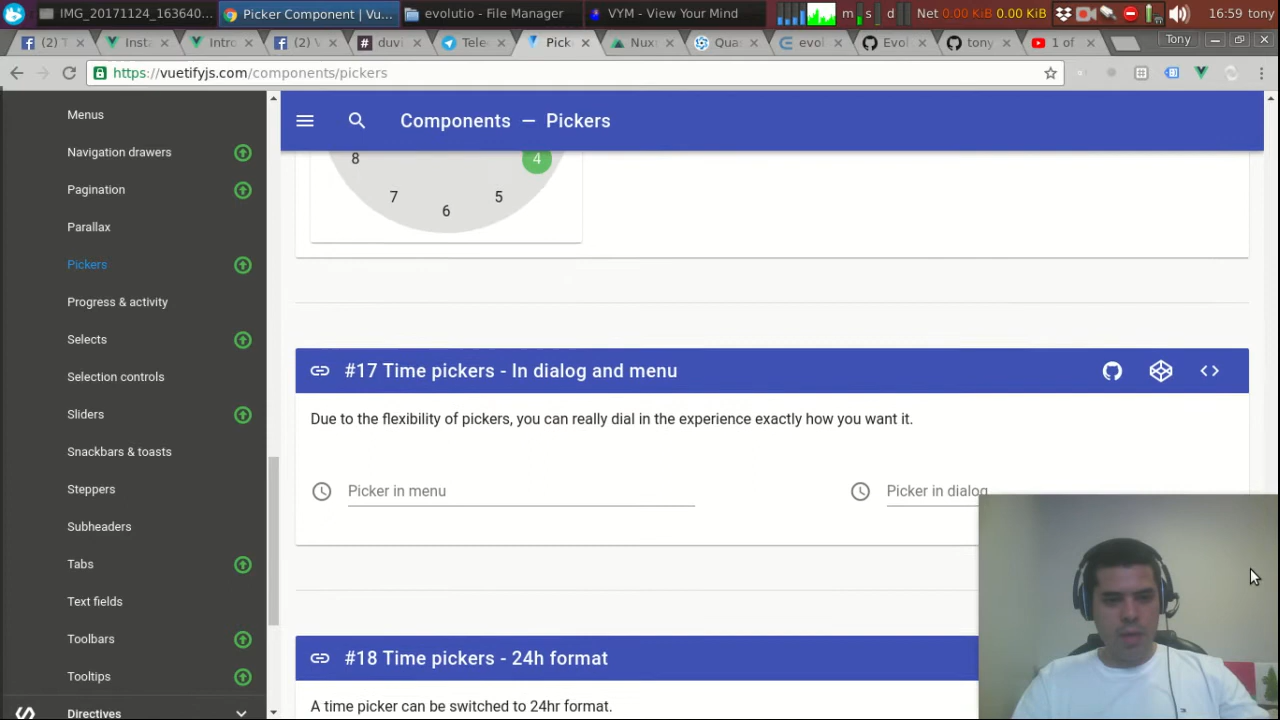 IMG_20171124_163640...
Picker Component | Vu...
evolutio - File Manager
VYM - View Your Mind
m s d Net 0.00 KiB 0.00 KiB
16:59 tony
(2) T
Insta
Intro
(2) V
duvi
Tele
Pick
Nux
Qua
evol
Evol
tony
1 of
Tony
https://vuetifyjs.com/components/pickers
Menus
Navigation drawers
Pagination
Parallax
Pickers
Progress & activity
Selects
Selection controls
Sliders
Snackbars & toasts
Steppers
Subheaders
Tabs
Text fields
Toolbars
Tooltips
Directives
Components — Pickers
8
4
7
5
6
#17 Time pickers - In dialog and menu
Due to the flexibility of pickers, you can really dial in the experience exactly how you want it.
Picker in menu
Picker in dialog
#18 Time pickers - 24h format
A time picker can be switched to 24hr format.